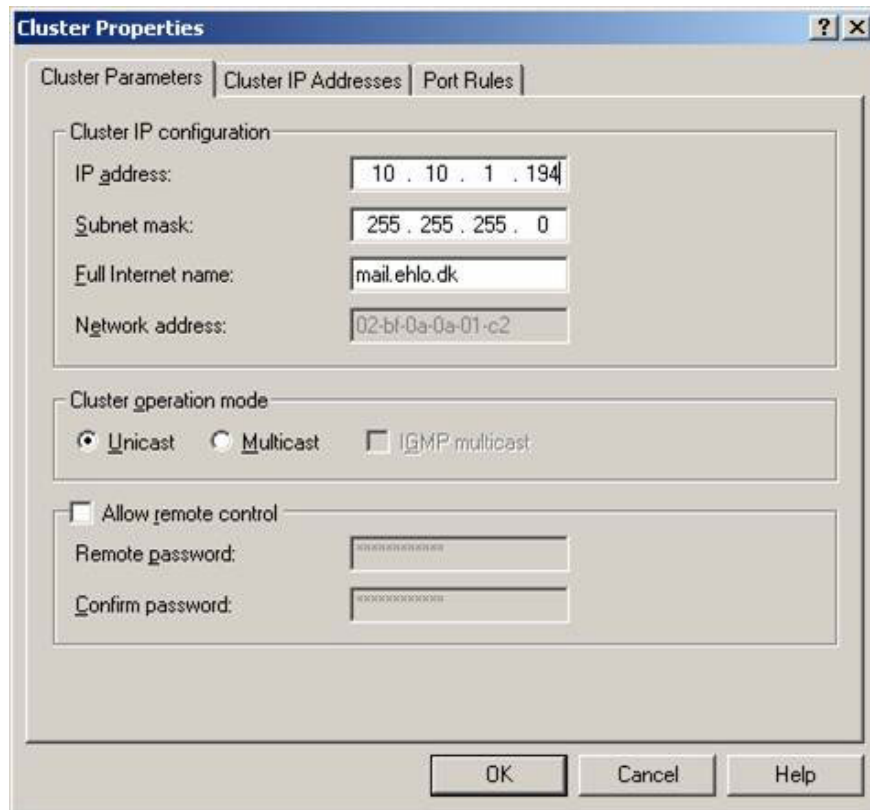 Cluster Properties
Cluster Parameters Cluster IP Addresses Port Rules
Cluster IP configuration
IP address: 10 . 10 . 1 . 194
Subnet mask: 255 . 255 . 255 . 0
Full Internet name: mail.ehlo.dk
Network address: 02-bf-0a-0a-01-c2
Cluster operation mode
Unicast Multicast IGMP multicast
Allow remote control
Remote password: ************
Confirm password: ************
OK Cancel Help